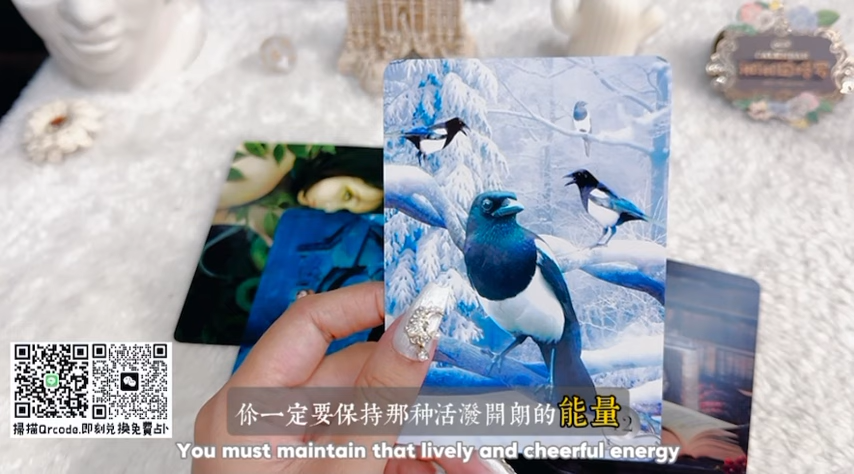 掃描Qrcode.即刻兌換免費占卜
你一定要保持那种活潑開朗的能量
You must maintain that lively and cheerful energy